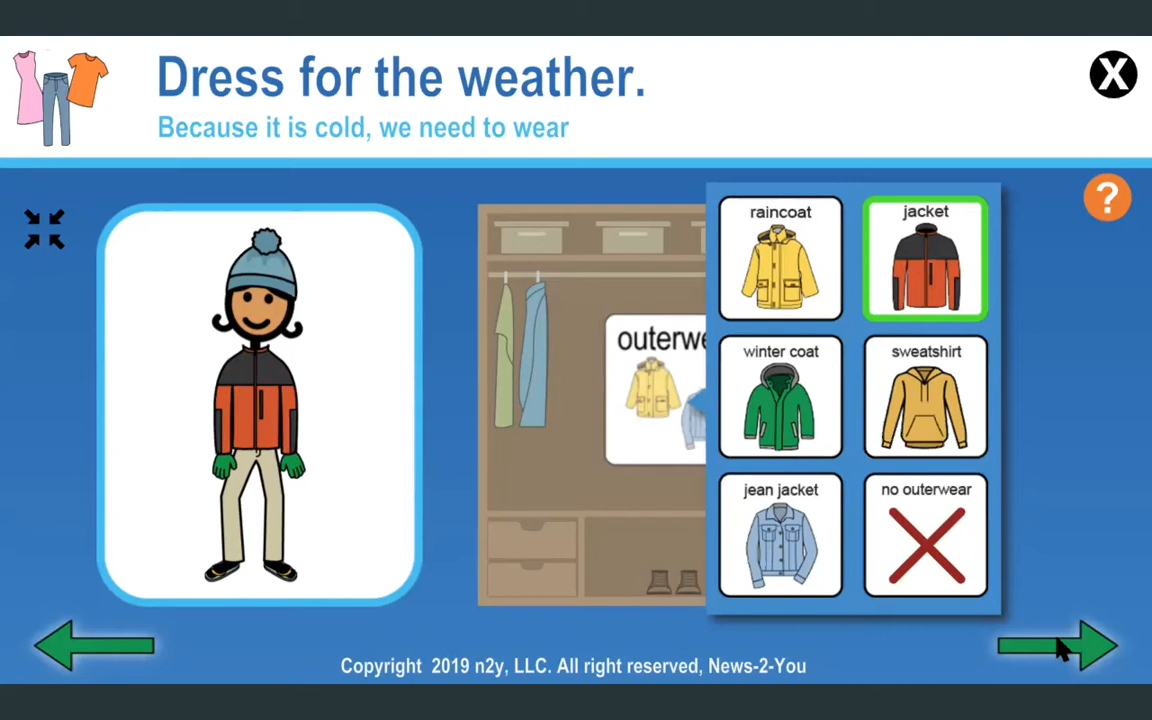 Dress for the weather.
Because it is cold, we need to wear
X
?
raincoat
jacket
outerwe
winter coat
sweatshirt
jean jacket
no outerwear
Copyright 2019 n2y, LLC. All right reserved, News-2-You